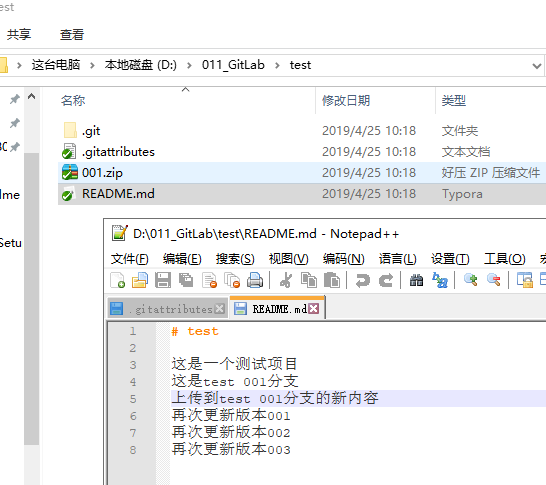 est
共享 查看
这台电脑 本地磁盘 (D:) 011_GitLab test
名称 修改日期 类型
.git 2019/4/25 10:18 文件夹
.gitattributes 2019/4/25 10:18 文本文档
001.zip 2019/4/25 10:18 好压 ZIP 压缩文件
README.md 2019/4/25 10:18 Typora
dme
Setu
D:\011_GitLab\test\README.md - Notepad++
文件(F) 编辑(E) 搜索(S) 视图(V) 编码(N) 语言(L) 设置(T) 工具(O)
.gitattributes README.md
1 # test
2
3 这是一个测试项目
4 这是test 001分支
5 上传到test 001分支的新内容
6 再次更新版本001
7 再次更新版本002
8 再次更新版本003